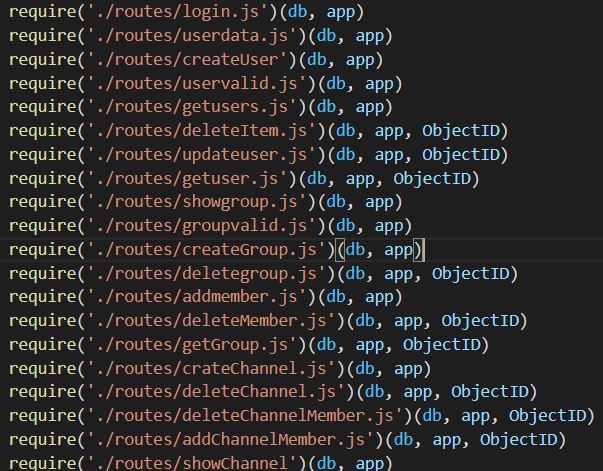 require('./routes/login.js')(db, app)
require('./routes/userdata.js')(db, app)
require('./routes/createUser')(db, app)
require('./routes/uservalid.js')(db, app)
require('./routes/getusers.js')(db, app)
require('./routes/deleteItem.js')(db, app, ObjectID)
require('./routes/updateuser.js')(db, app, ObjectID)
require('./routes/getuser.js')(db, app, ObjectID)
require('./routes/showgroup.js')(db, app)
require('./routes/groupvalid.js')(db, app)
require('./routes/createGroup.js')(db, app)
require('./routes/deletegroup.js')(db, app, ObjectID)
require('./routes/addmember.js')(db, app)
require('./routes/deleteMember.js')(db, app, ObjectID)
require('./routes/getGroup.js')(db, app, ObjectID)
require('./routes/crateChannel.js')(db, app)
require('./routes/deleteChannel.js')(db, app, ObjectID)
require('./routes/deleteChannelMember.js')(db, app, ObjectID)
require('./routes/addChannelMember.js')(db, app, ObjectID)
require('./routes/showChannel')(db, app)